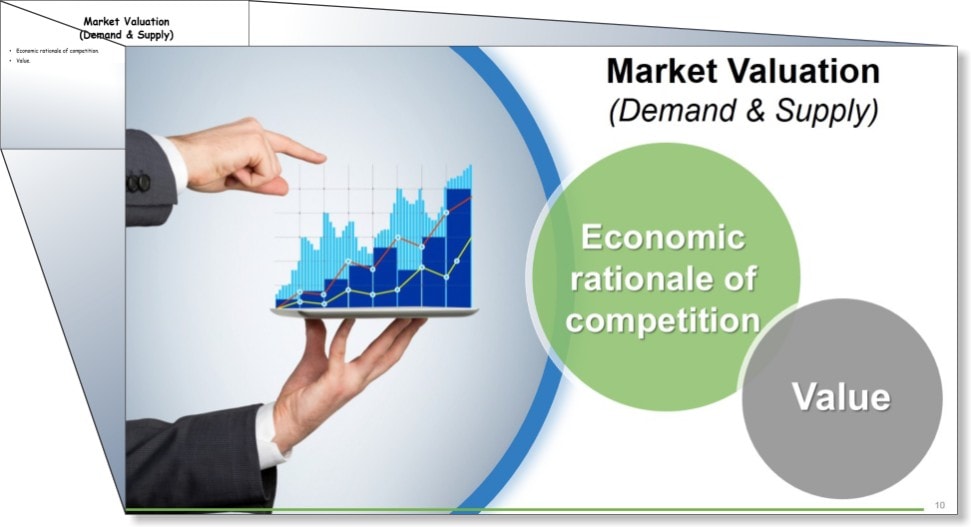 Market Valuation
(Demand & Supply)
• Economic rationale of competition.
• Value.
Market Valuation
(Demand & Supply)
Economic
rationale of
competition
Value
10